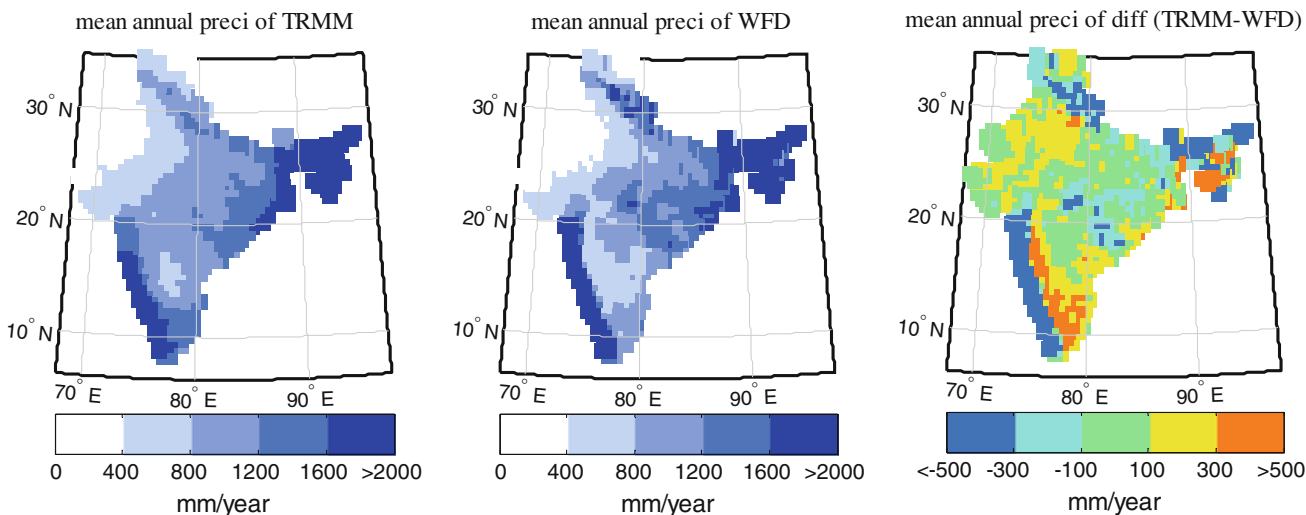 mean annual preci of TRMM
30° N
20° N
10° N
70° E
80° E
90° E
0 400 800 1200 1600 >2000
mm/year
mean annual preci of WFD
30° N
20° N
10° N
70° E
80° E
90° E
0 400 800 1200 1600 >2000
mm/year
mean annual preci of diff (TRMM-WFD)
30° N
20° N
10° N
70° E
80° E
90° E
<-500 -300 -100 100 300 >500
mm/year